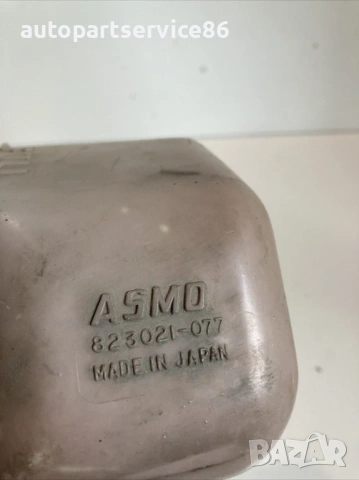 autopartservice86
ASMO
823021-077
MADE IN JAPAN
BAZAR